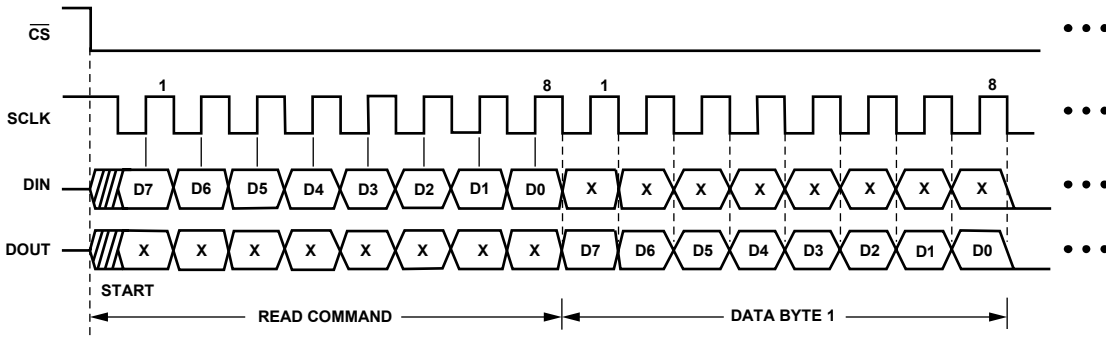 CS
1 8 1 8
SCLK
DIN D7 D6 D5 D4 D3 D2 D1 D0 X X X X X X X X
DOUT X X X X X X X X D7 D6 D5 D4 D3 D2 D1 D0
START
READ COMMAND DATA BYTE 1